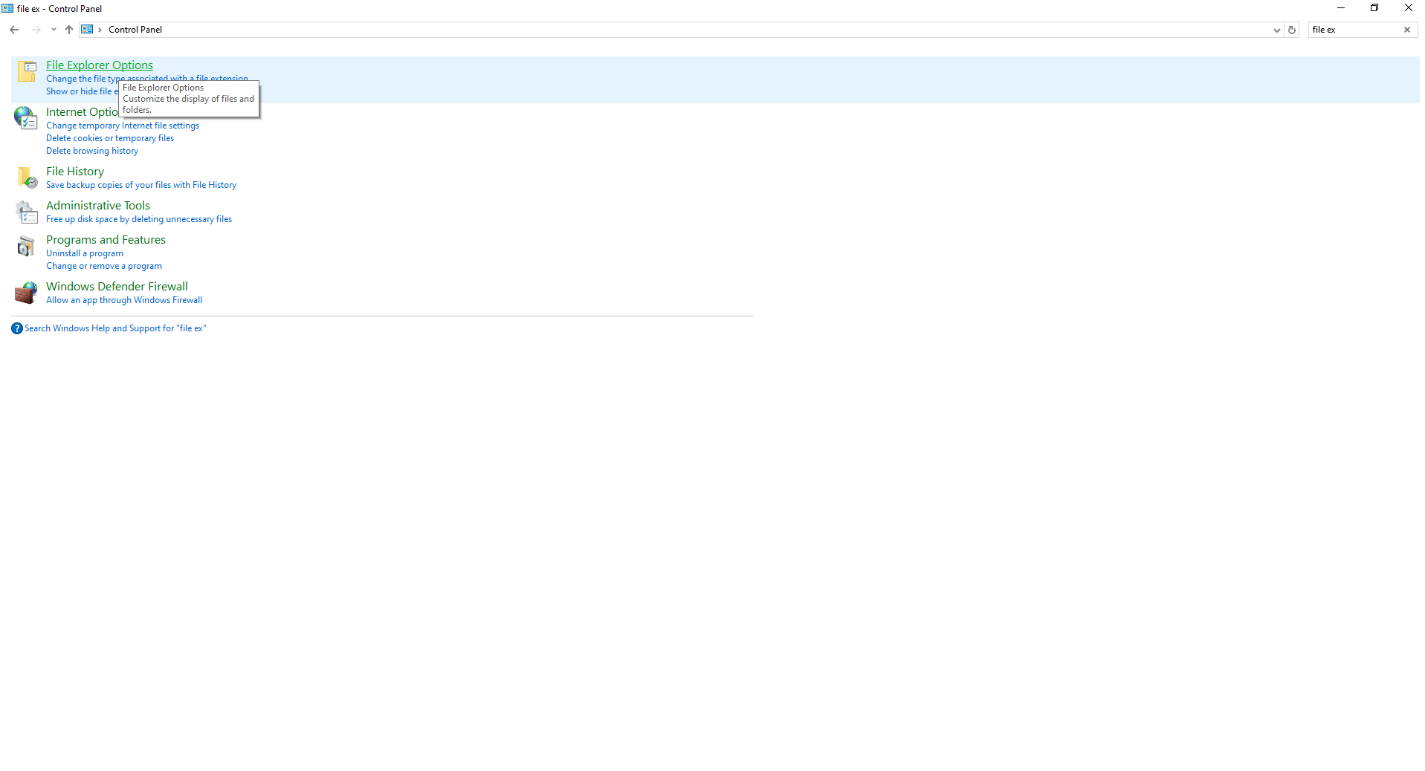 file ex - Control Panel
Control Panel
file ex
File Explorer Options
Change the file type associated with a file extension
Show or hide file e
File Explorer Options
Customize the display of files and
folders.
Internet Optio
Change temporary Internet file settings
Delete cookies or temporary files
Delete browsing history
File History
Save backup copies of your files with File History
Administrative Tools
Free up disk space by deleting unnecessary files
Programs and Features
Uninstall a program
Change or remove a program
Windows Defender Firewall
Allow an app through Windows Firewall
Search Windows Help and Support for "file ex"